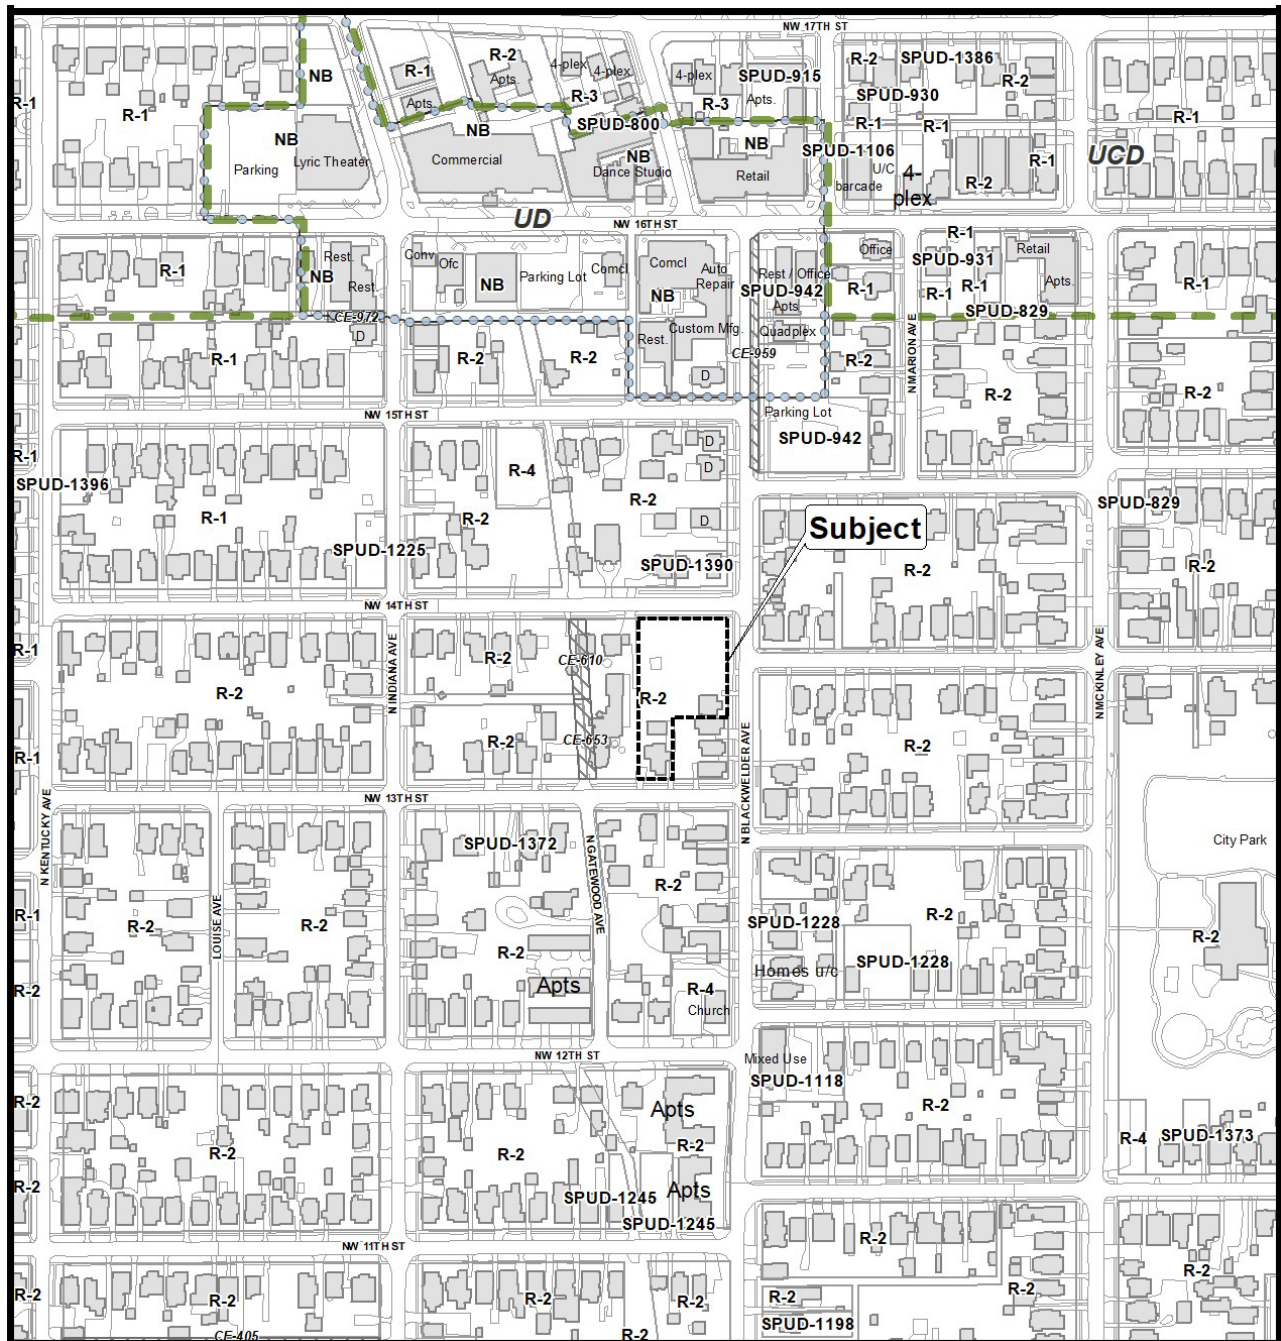 NW 17TH ST
R-2
SPUD-1386
R-2
4-plex
4-plex
R-1
Apts.
NB
4-plex
SPUD-915
R-2
Apts.
R-3
SPUD-930
R-1
R-1
R-3
Apts.
R-1
R-1
R-1
NB
SPUD-800
NB
NB
SPUD-1106
UCD
Lyric Theater
Commercial
NB
R-1
Parking
Dance Studio
Retail
U/C
4-
plex
barcade
R-2
UD
NW 16TH ST
R-1
Office
Retail
Conv
Ofc
Rest.
SPUD-931
R-1
NB
Parking Lot
Comcl
Comcl
Auto
Repair
Rest / Office
SPUD-942
R-1
R-1
R-1
Apts.
R-1
NB
Rest.
NB
Apts
SPUD-829
CE-972
D
Custom Mfg.
Quadplex
Rest.
CE-959
R-1
R-2
R-2
R-2
N MARION AVE
D
R-2
R-2
NW 15TH ST
Parking Lot
SPUD-942
R-1
D
D
R-4
SPUD-1396
R-2
SPUD-829
R-1
R-2
D
Subject
SPUD-1225
SPUD-1390
R-2
R-2
NW 14TH ST
R-1
N INDIANA AVE
R-2
CE-610
N MCKINLEY AVE
R-2
R-2
R-2
CE-653
R-2
R-1
N BLACKWELDER AVE
NW 13TH ST
N KENTUCKY AVE
SPUD-1372
N GATEWOOD AVE
City Park
R-2
R-1
R-2
LOUISE AVE
R-2
SPUD-1228
R-2
R-2
R-2
Homes u/c
SPUD-1228
R-2
Apts
R-4
Church
NW 12TH ST
Mixed Use
SPUD-1118
R-2
Apts
R-2
R-2
R-2
R-2
R-4
SPUD-1373
R-2
Apts
SPUD-1245
SPUD-1245
NW 11TH ST
R-2
R-2
R-2
R-2
R-2
R-2
R-2
R-2
SPUD-1198
R-2
CE-405